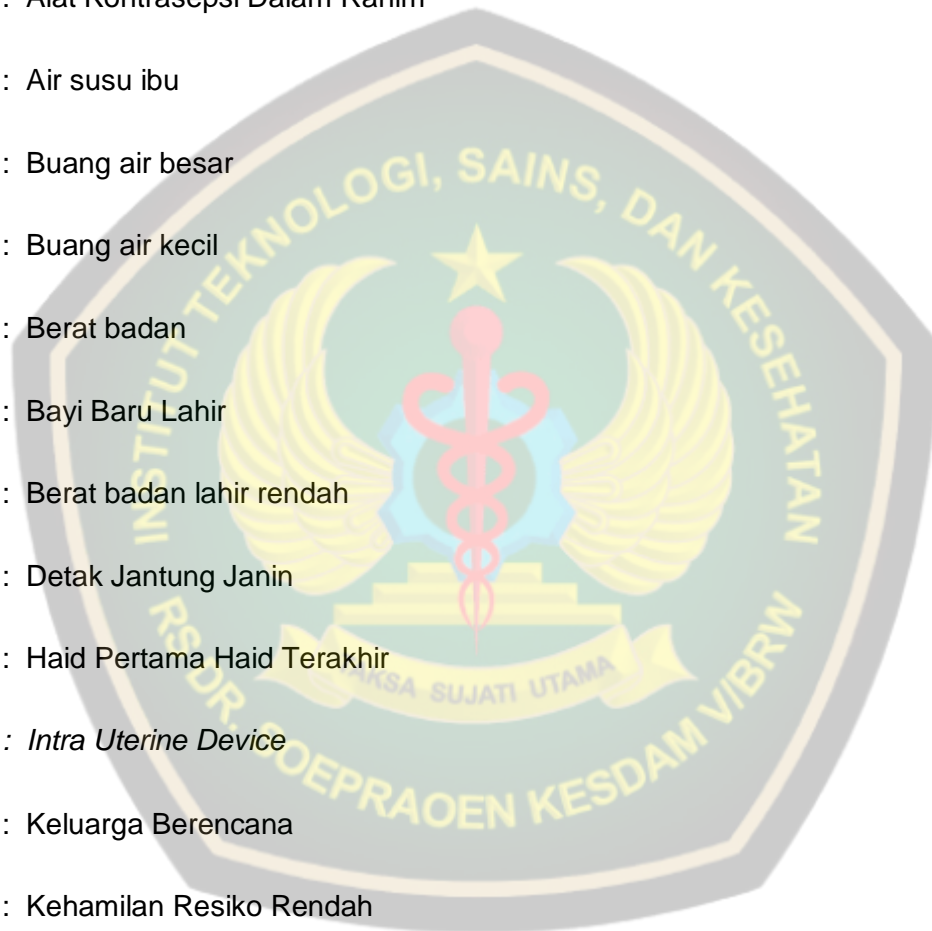 : Alat Kontrasepsi Dalam Rahim
: Air susu ibu
: Buang air besar
: Buang air kecil
: Berat badan
: Bayi Baru Lahir
: Berat badan lahir rendah
: Detak Jantung Janin
: Haid Pertama Haid Terakhir
: Intra Uterine Device
: Keluarga Berencana
: Kehamilan Resiko Rendah
INSTITUT TEKNOLOGI, SAINS, DAN KESEHATAN
SUJATI UTAMA
RS DR. SOEPRAOEN KESDAM V/BRW